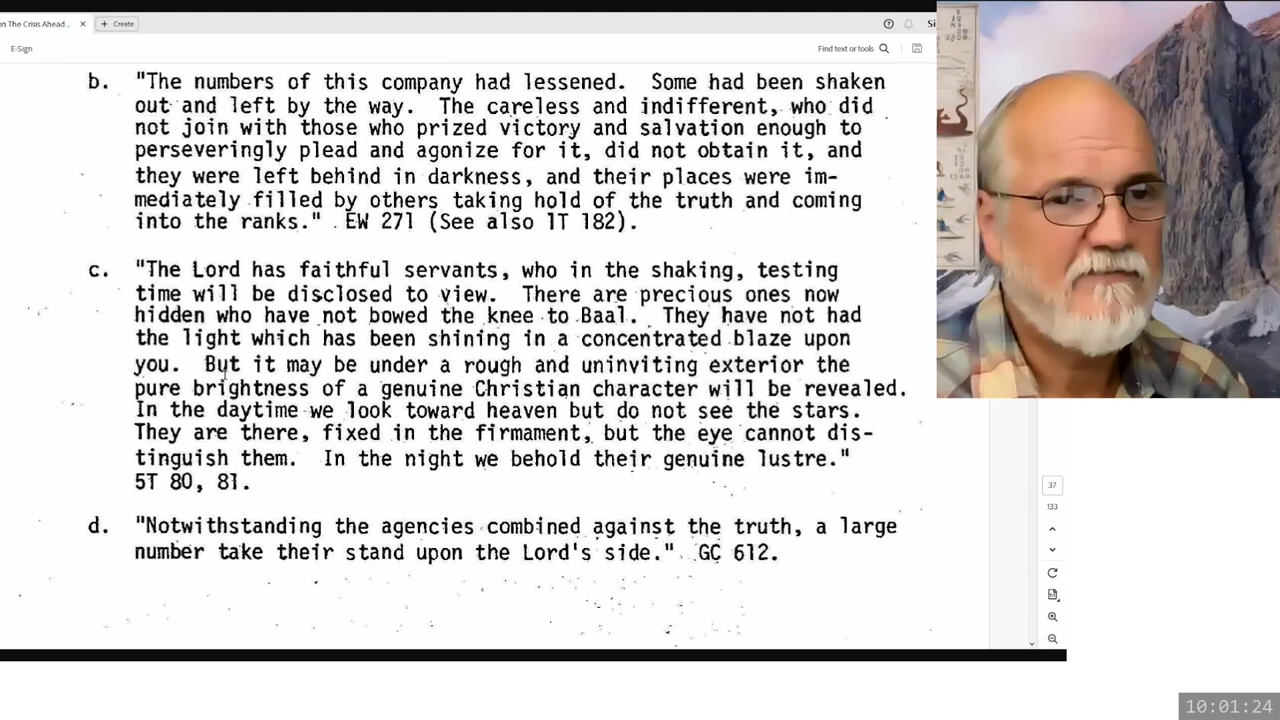 on The Crisis Ahead ...
Create
Si
E-Sign
Find text or tools
b. "The numbers of this company had lessened. Some had been shaken
out and left by the way. The careless and indifferent, who did
not join with those who prized victory and salvation enough to
perseveringly plead and agonize for it, did not obtain it, and
they were left behind in darkness, and their places were im-
mediately filled by others taking hold of the truth and coming
into the ranks." EW 271 (See also 1T 182).
c. "The Lord has faithful servants, who in the shaking, testing
time will be disclosed to view. There are precious ones now
hidden who have not bowed the knee to Baal. They have not had
the light which has been shining in a concentrated blaze upon
you. But it may be under a rough and uninviting exterior the
pure brightness of a genuine Christian character will be revealed.
In the daytime we look toward heaven but do not see the stars.
They are there, fixed in the firmament, but the eye cannot dis-
tinguish them. In the night we behold their genuine lustre."
5T 80, 81.
d. "Notwithstanding the agencies combined against the truth, a large
number take their stand upon the Lord's side." GC 612.
37
133
10:01:24